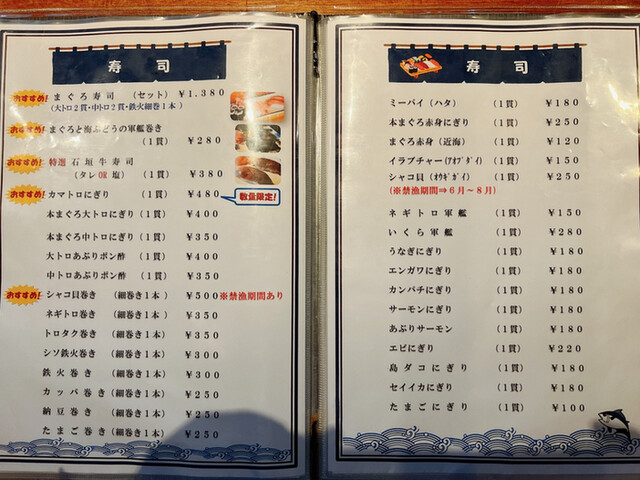 寿司
おすすめ! まぐろ寿司 (セット) ¥1,380
(大トロ2貫・中トロ2貫・鉄火細巻1本)
おすすめ! まぐろと海ぶどうの軍艦巻き
(1貫) ¥280
おすすめ! 特選 石垣牛寿司
(タレOR塩) (1貫) ¥380
おすすめ! カマトロにぎり (1貫) ¥480 数量限定!
本まぐろ大トロにぎり(1貫) ¥400
本まぐろ中トロにぎり(1貫) ¥350
大トロあぶりポン酢 (1貫) ¥400
中トロあぶりポン酢 (1貫) ¥350
おすすめ! シャコ貝巻き (細巻き1本) ¥500 ※禁漁期間あり
ネギトロ巻き (細巻き1本) ¥350
トロタク巻き (細巻き1本) ¥350
シソ鉄火巻き (細巻き1本) ¥300
鉄火巻き (細巻き1本) ¥300
カッパ巻き (細巻き1本) ¥250
納豆巻き (細巻き1本) ¥250
たまご巻き (細巻き1本) ¥250
寿司
ミーバイ(ハタ) (1貫) ¥180
本まぐろ赤身にぎり (1貫) ¥250
まぐろ赤身(近海) (1貫) ¥120
イラブチャー(アオブダイ) (1貫) ¥150
シャコ貝(オウギガイ) (1貫) ¥250
(※禁漁期間⇒6月~8月)
ネギトロ軍艦 (1貫) ¥150
いくら軍艦 (1貫) ¥280
うなぎにぎり (1貫) ¥180
エンガワにぎり (1貫) ¥180
カンパチにぎり (1貫) ¥180
サーモンにぎり (1貫) ¥180
あぶりサーモン (1貫) ¥180
エビにぎり (1貫) ¥220
島ダコにぎり (1貫) ¥180
セイイカにぎり (1貫) ¥180
たまごにぎり (1貫) ¥100